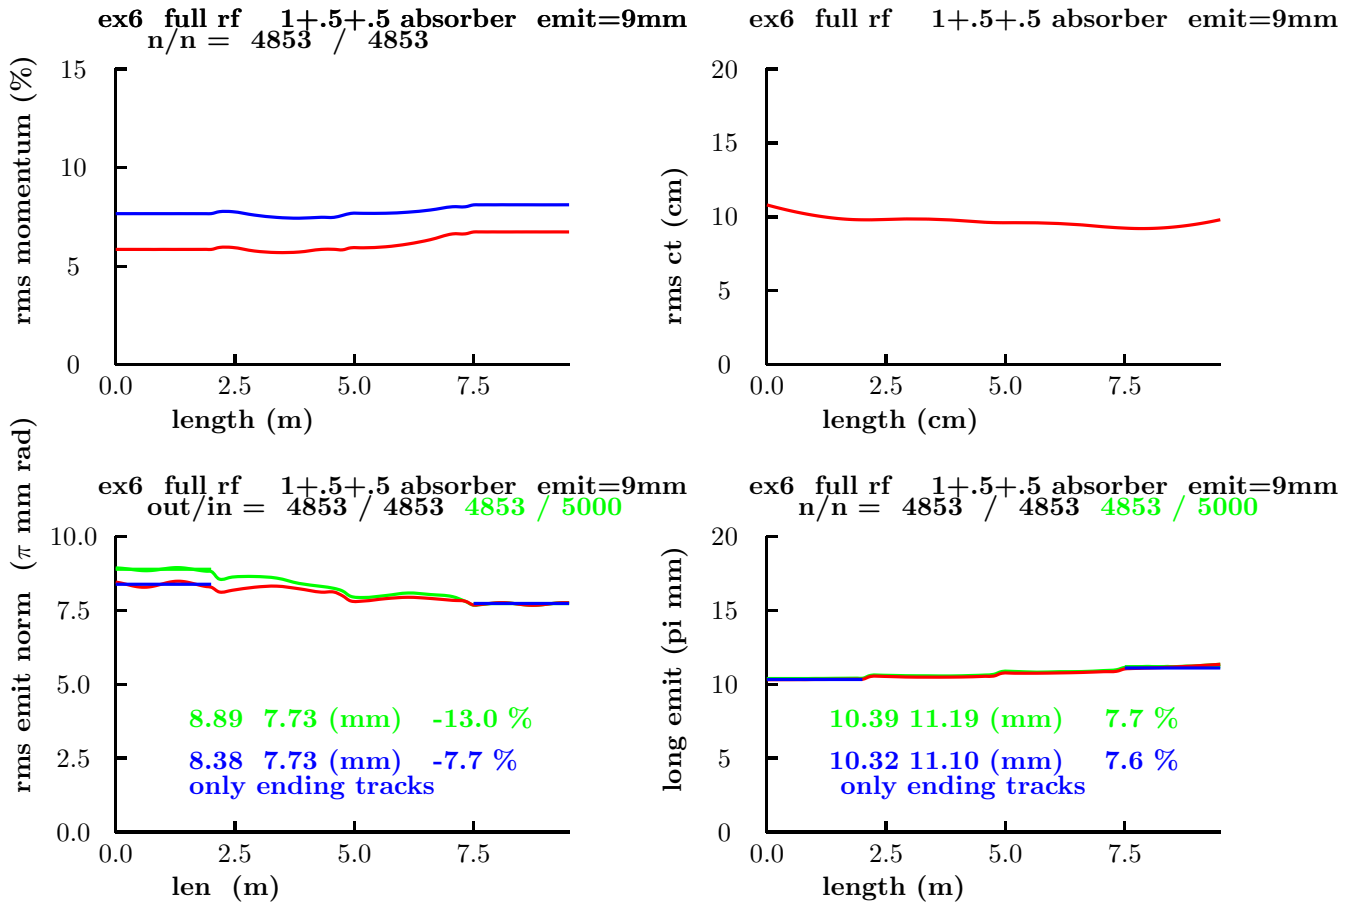 ex6 full rf 1+.5+.5 absorber emit=9mm
n/n = 4853 / 4853
rms momentum (%)
15
10
5
0
0.0 2.5 5.0 7.5
length (m)
ex6 full rf 1+.5+.5 absorber emit=9mm
rms ct (cm)
20
15
10
5
0
0.0 2.5 5.0 7.5
length (cm)
ex6 full rf 1+.5+.5 absorber emit=9mm
out/in = 4853 / 4853 4853 / 5000
rms emit norm (π mm rad)
10.0
7.5
5.0
2.5
0.0
8.89 7.73 (mm) -13.0 %
8.38 7.73 (mm) -7.7 %
only ending tracks
0.0 2.5 5.0 7.5
len (m)
ex6 full rf 1+.5+.5 absorber emit=9mm
n/n = 4853 / 4853 4853 / 5000
long emit (pi mm)
20
15
10
5
0
10.39 11.19 (mm) 7.7 %
10.32 11.10 (mm) 7.6 %
only ending tracks
0.0 2.5 5.0 7.5
length (m)